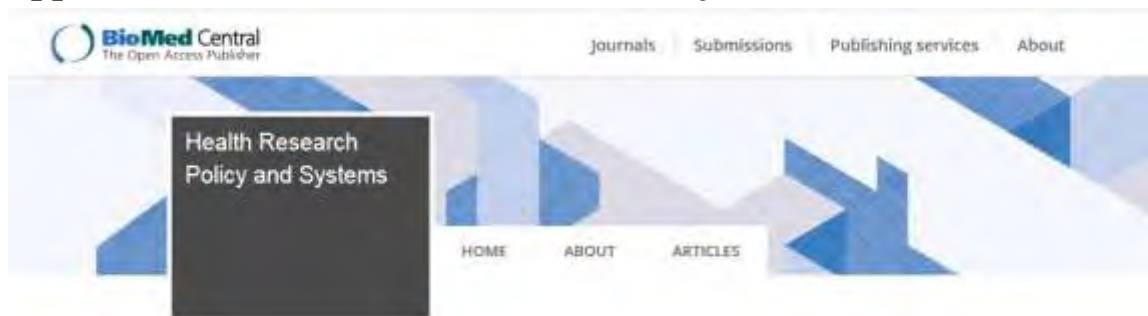 BioMed Central
The Open Access Publisher
Journals Submissions Publishing services About
Health Research
Policy and Systems
HOME ABOUT ARTICLES